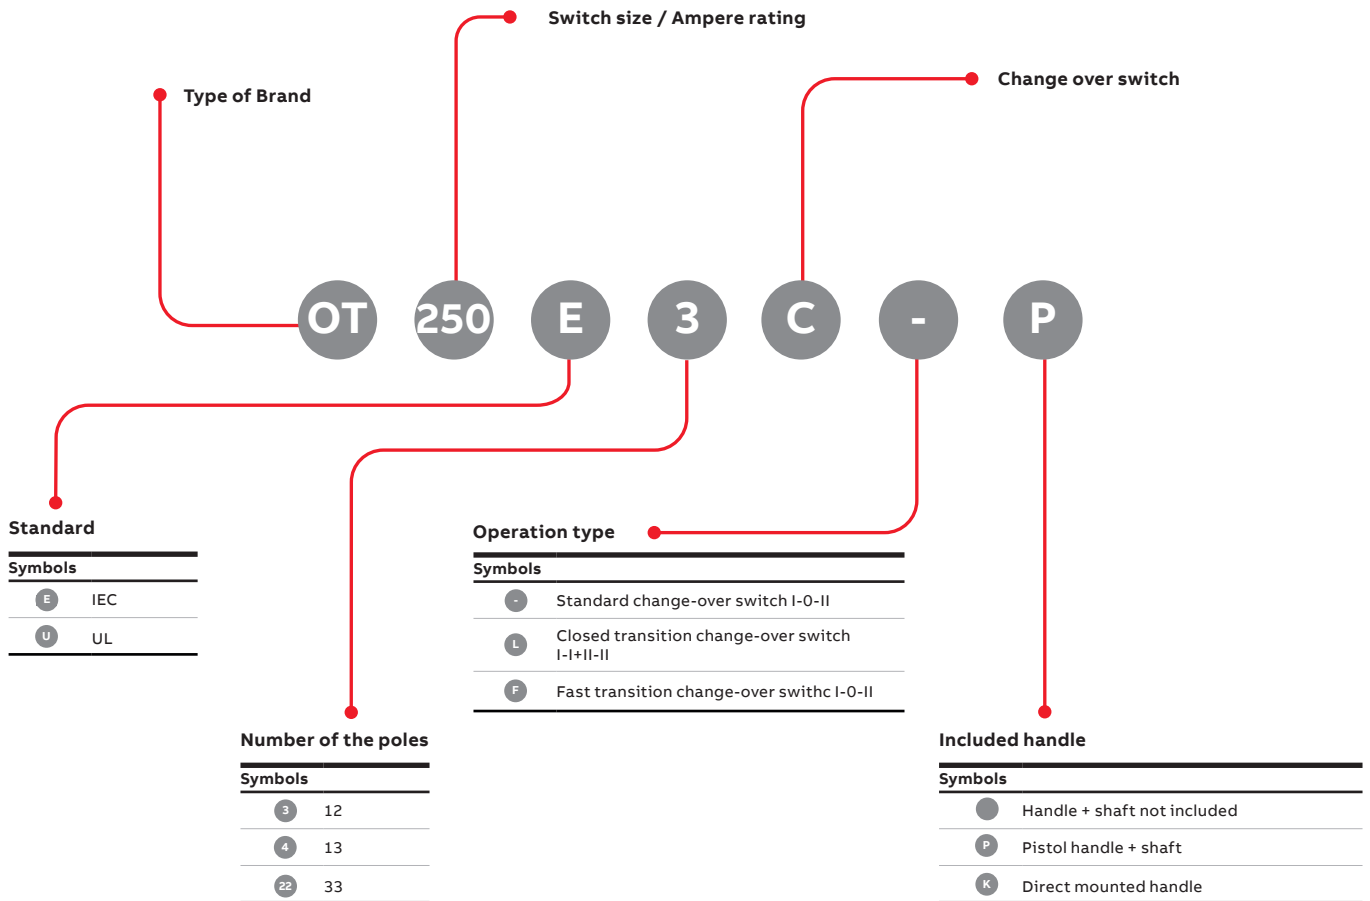 Switch size / Ampere rating
Change over switch
Type of Brand
OT 250 E 3 C - P
Standard
Symbols
E IEC
U UL
Operation type
Symbols
- Standard change-over switch I-0-II
L Closed transition change-over switch
I-I+II-II
F Fast transition change-over swithc I-0-II
Number of the poles
Symbols
3 12
4 13
22 33
Included handle
Symbols
Handle + shaft not included
P Pistol handle + shaft
K Direct mounted handle